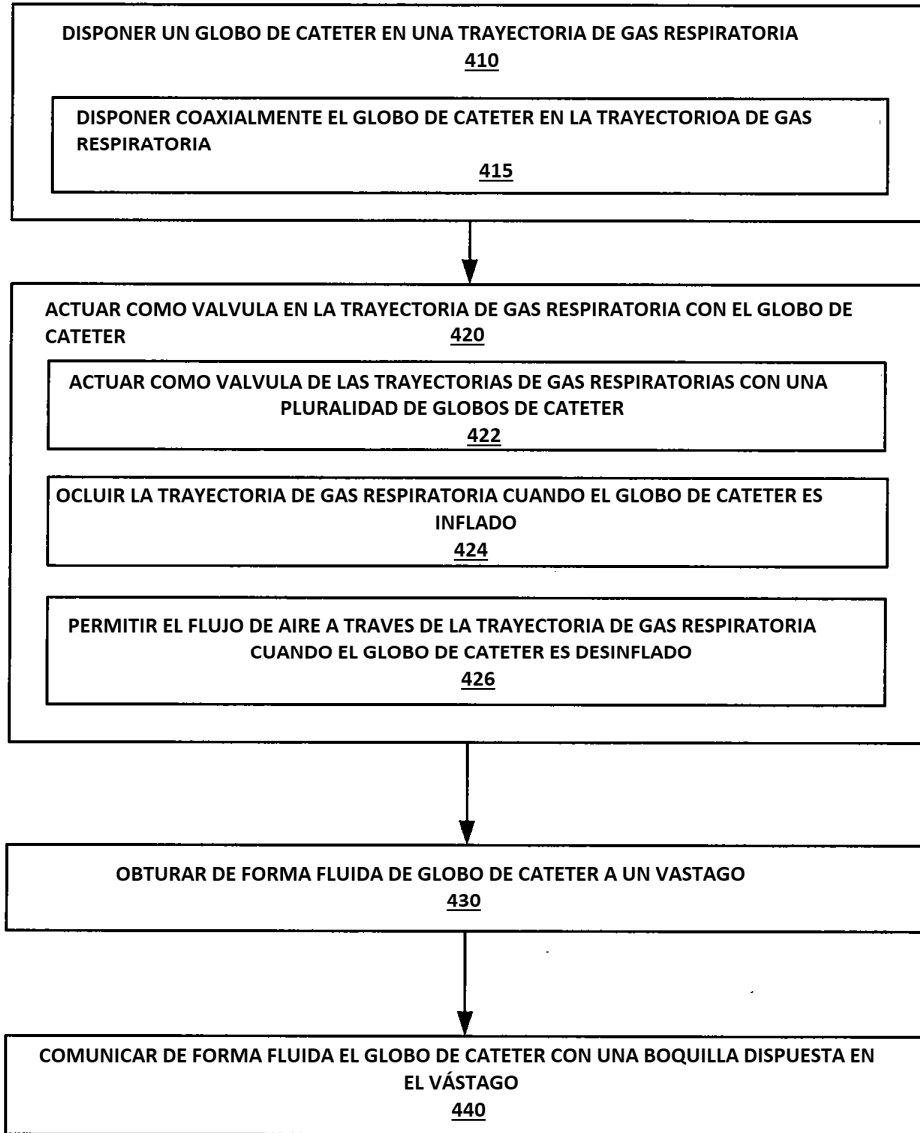 DISPONER UN GLOBO DE CATETER EN UNA TRAYECTORIA DE GAS RESPIRATORIA
410
DISPONER COAXIALMENTE EL GLOBO DE CATETER EN LA TRAYECTORIOA DE GAS
RESPIRATORIA
415
ACTUAR COMO VALVULA EN LA TRAYECTORIA DE GAS RESPIRATORIA CON EL GLOBO DE
CATETER 420
ACTUAR COMO VALVULA DE LAS TRAYECTORIAS DE GAS RESPIRATORIAS CON UNA
PLURALIDAD DE GLOBOS DE CATETER
422
OCLUIR LA TRAYECTORIA DE GAS RESPIRATORIA CUANDO EL GLOBO DE CATETER ES
INFLADO
424
PERMITIR EL FLUJO DE AIRE A TRAVES DE LA TRAYECTORIA DE GAS RESPIRATORIA
CUANDO EL GLOBO DE CATETER ES DESINFLADO
426
OBTURAR DE FORMA FLUIDA DE GLOBO DE CATETER A UN VASTAGO
430
COMUNICAR DE FORMA FLUIDA EL GLOBO DE CATETER CON UNA BOQUILLA DISPUESTA EN
EL VÁSTAGO
440